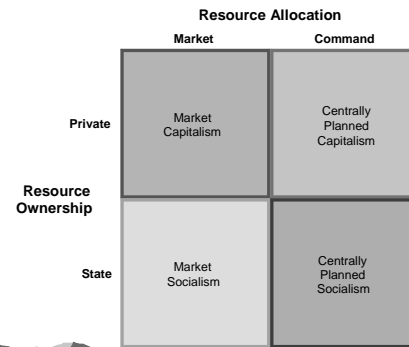 Resource Allocation
Market Command
Private
Market
Capitalism
Centrally
Planned
Capitalism
Resource
Ownership
State
Market
Socialism
Centrally
Planned
Socialism